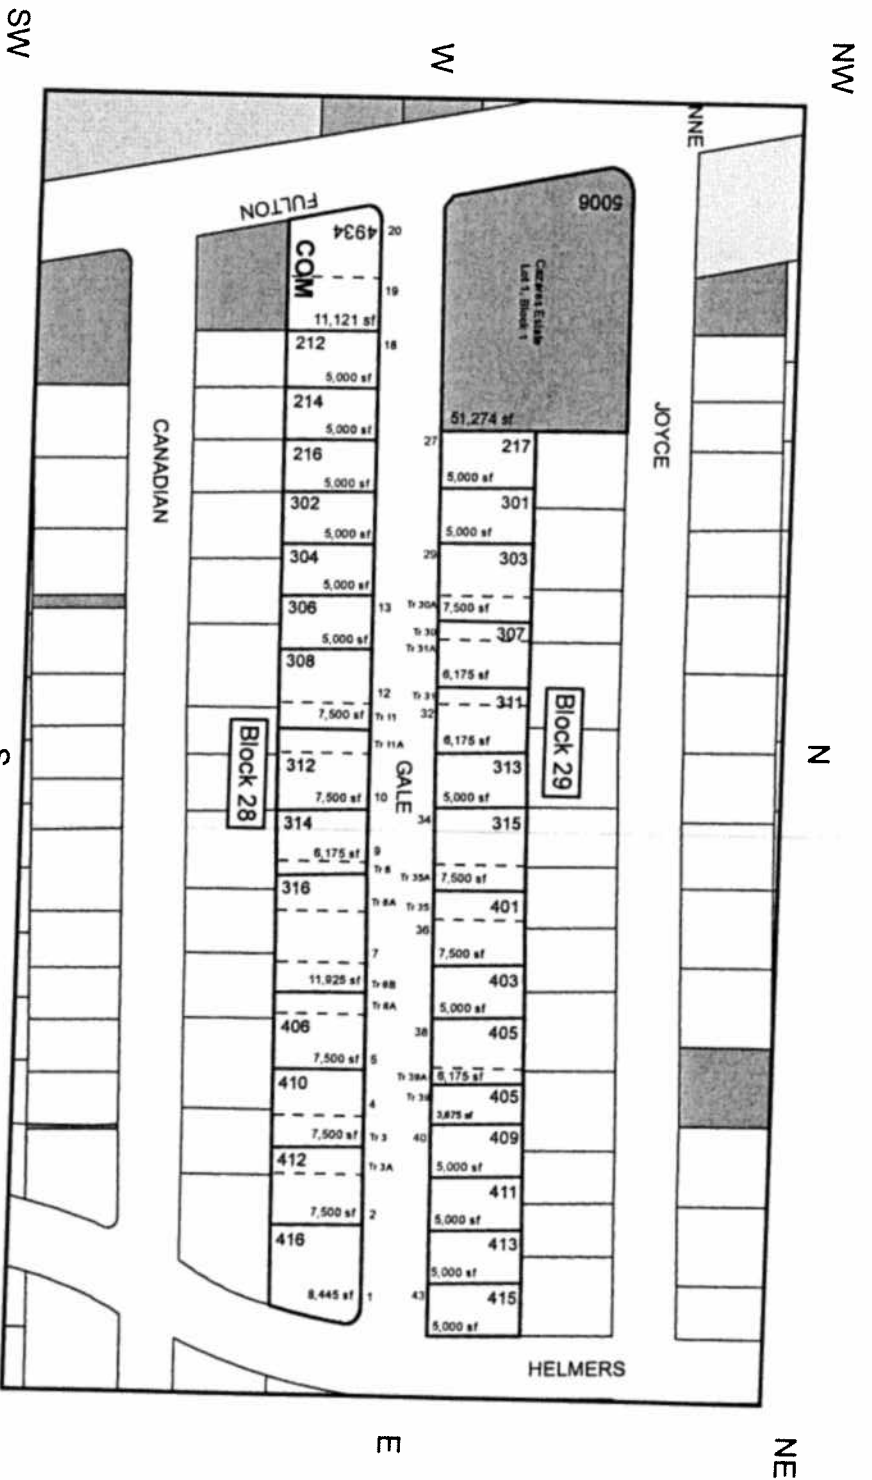 SW
W
NW
NNE
FULTON
4934
COM
11,121 sf
20
19
18
5006
Cazares Estate
Lot 1, Block 1
51,274 sf
JOYCE
CANADIAN
212
5,000 sf
214
5,000 sf
216
5,000 sf
302
5,000 sf
304
5,000 sf
306
5,000 sf
308
7,500 sf
312
7,500 sf
314
6,175 sf
316
11,925 sf
406
7,500 sf
410
7,500 sf
412
7,500 sf
416
8,445 sf
Block 28
13
12
Tr 11
Tr 11A
GALE
10
9
Tr 8
Tr 8A
7
Tr 6B
Tr 6A
5
4
Tr 3
Tr 3A
2
1
27
29
Tr 30A
Tr 30
Tr 31A
Tr 31
32
34
Tr 35A
Tr 35
36
38
Tr 39A
Tr 39
40
43
217
5,000 sf
301
5,000 sf
303
7,500 sf
307
6,175 sf
311
6,175 sf
313
5,000 sf
315
7,500 sf
401
7,500 sf
403
5,000 sf
405
6,175 sf
405
3,875 sf
409
5,000 sf
411
5,000 sf
413
5,000 sf
415
5,000 sf
Block 29
N
S
HELMERS
E
NE